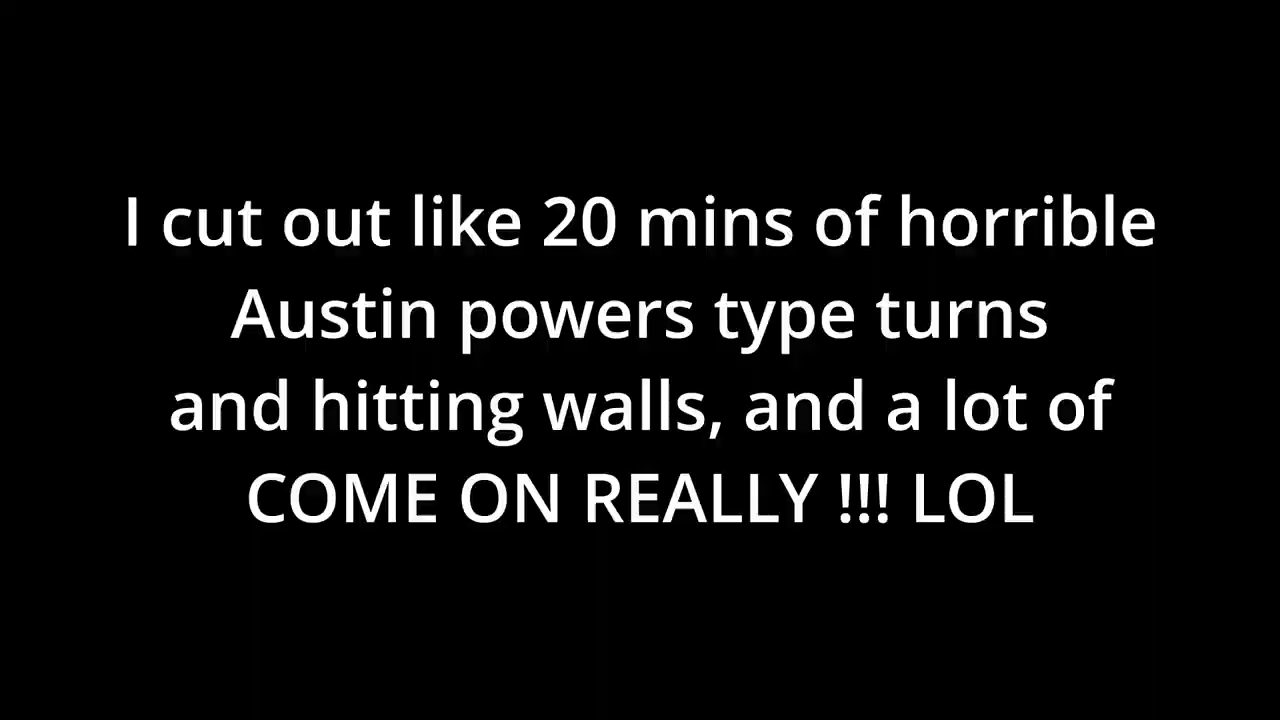 I cut out like 20 mins of horrible
Austin powers type turns
and hitting walls, and a lot of
COME ON REALLY !!! LOL